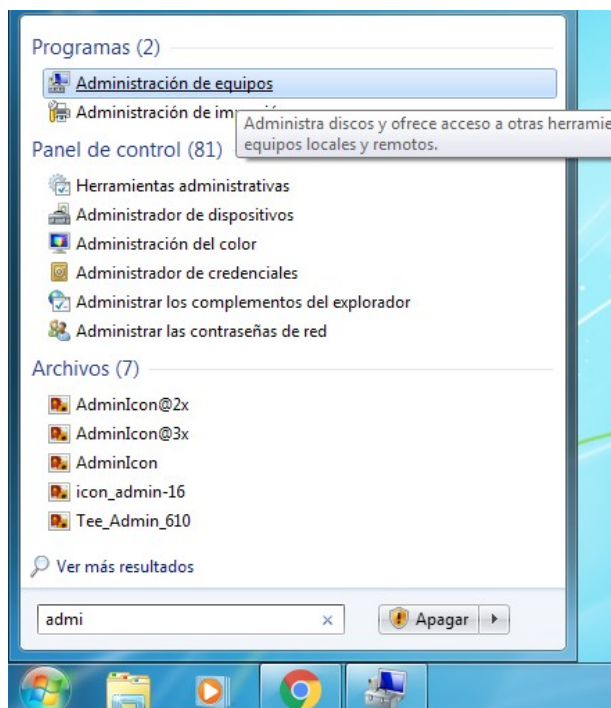 Programas (2)
Administración de equipos
Administración de
Administra discos y ofrece acceso a otras
equipos locales y remotos.
Panel de control (81)
Herramientas administrativas
Administrador de dispositivos
Administración del color
Administrador de credenciales
Administrar los complementos del explorador
Administrar las contraseñas de red
Archivos (7)
AdminIcon@2x
AdminIcon@3x
AdminIcon
icon_admin-16
Tee_Admin_610
Ver más resultados
admi
Apagar